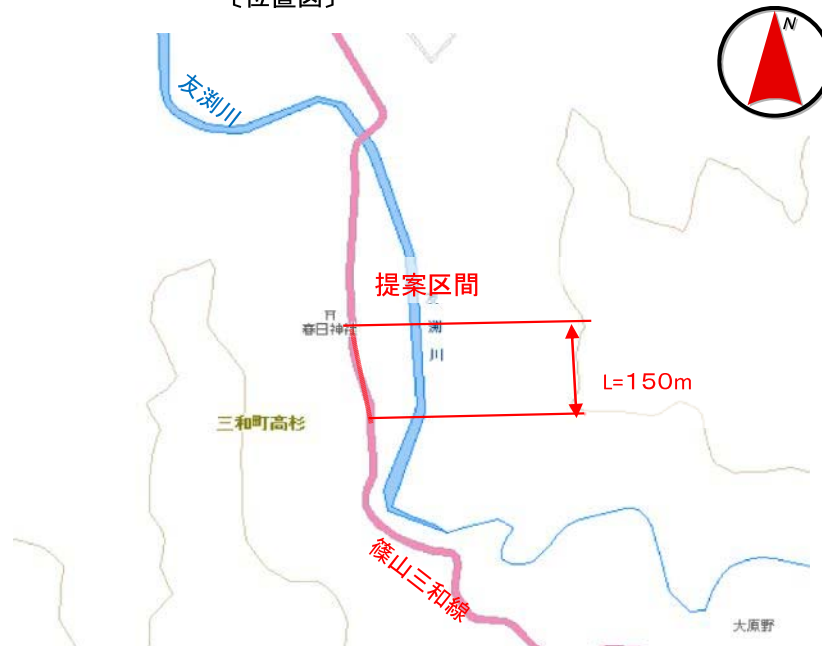 〔位置図〕
N
友渕川
提案区間
友渕川
春日神社
L=150m
三和町高杉
篠山三和線
大原野